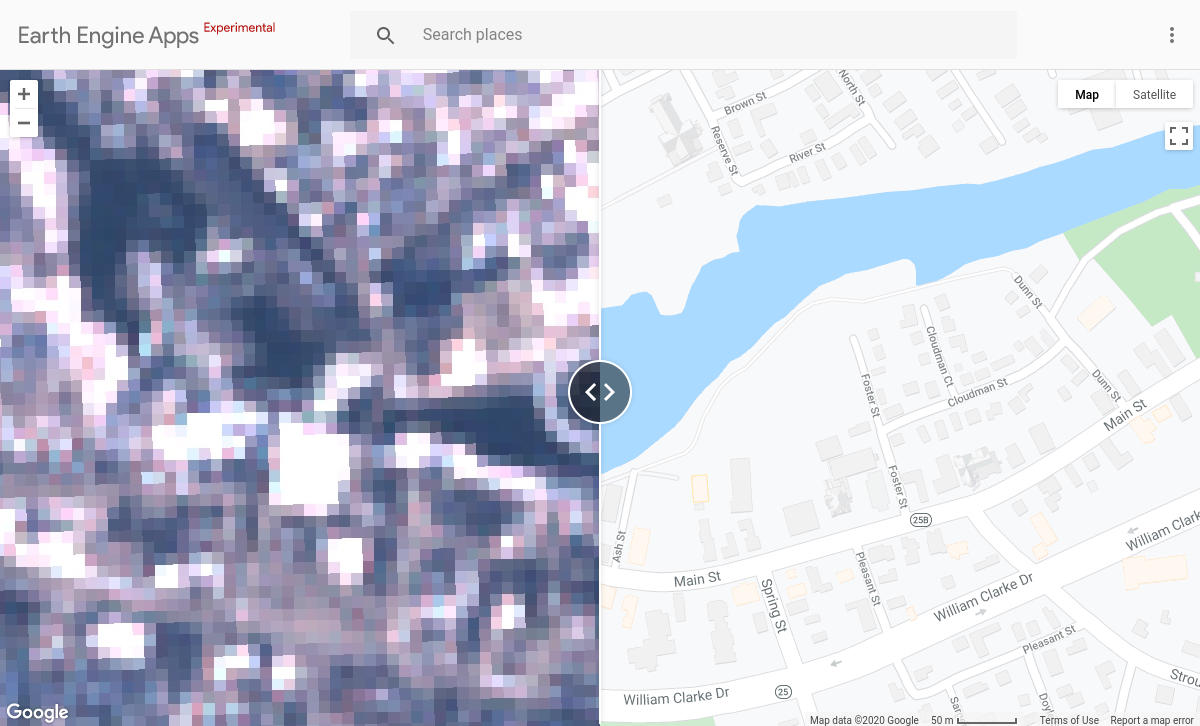 Earth Engine Apps Experimental
Search places
Map Satellite
North St
Brown St
Reserve St
River St
Dunn St
Cloudman Ct
Foster St
Cloudman St
Dunn St
Main St
Foster St
25B
William Clark
Ash St
Main St
Pleasant St
Spring St
William Clarke Dr
Pleasant St
Strou
25
William Clarke Dr
Sar
Doyl
Google
Map data ©2020 Google 50 m Terms of Use Report a map error